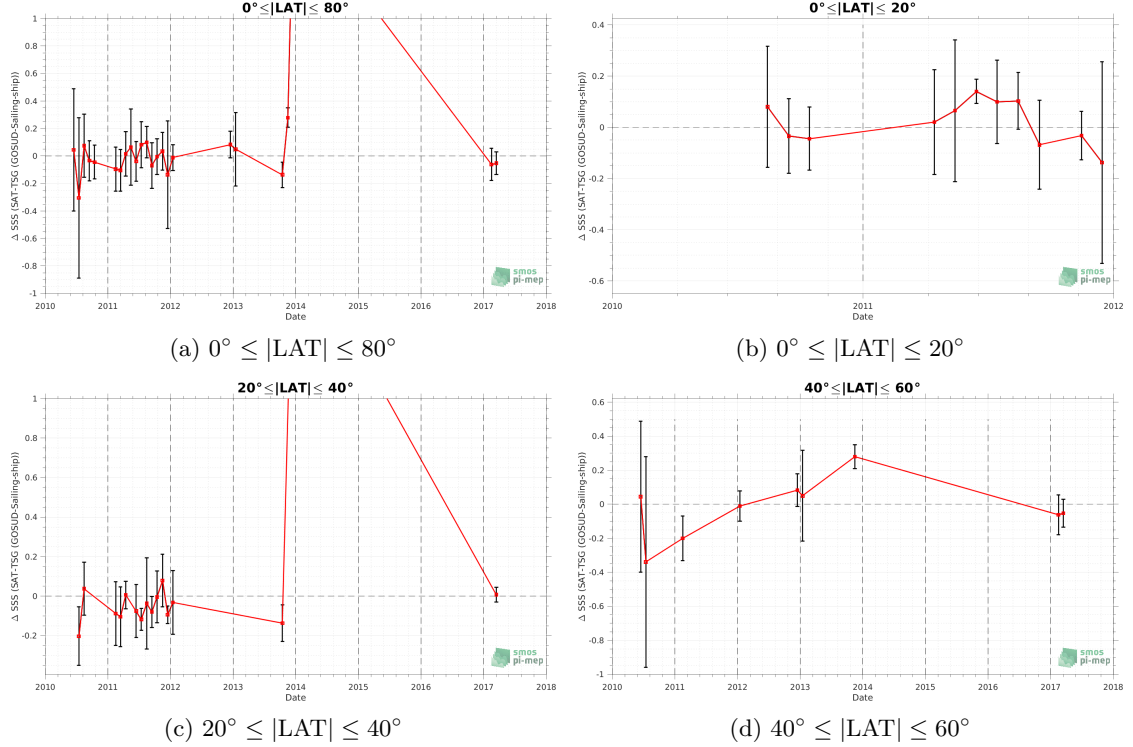 0°≤|LAT|≤ 80°
Δ SSS (SAT-TSG (GOSUD-Sailing-ship))
1
0.8
0.6
0.4
0.2
0
-0.2
-0.4
-0.6
-0.8
-1
2010 2011 2012 2013 2014 2015 2016 2017 2018
Date
smos
pi-mep
(a) 0° ≤ |LAT| ≤ 80°
0°≤|LAT|≤ 20°
Δ SSS (SAT-TSG (GOSUD-Sailing-ship))
0.4
0.2
0
-0.2
-0.4
-0.6
2010 2011 2012
Date
smos
pi-mep
(b) 0° ≤ |LAT| ≤ 20°
20°≤|LAT|≤ 40°
Δ SSS (SAT-TSG (GOSUD-Sailing-ship))
1
0.8
0.6
0.4
0.2
0
-0.2
2010 2011 2012 2013 2014 2015 2016 2017 2018
Date
smos
pi-mep
(c) 20° ≤ |LAT| ≤ 40°
40°≤|LAT|≤ 60°
Δ SSS (SAT-TSG (GOSUD-Sailing-ship))
0.6
0.4
0.2
0
-0.2
-0.4
-0.6
-0.8
-1
2010 2011 2012 2013 2014 2015 2016 2017 2018
Date
smos
pi-mep
(d) 40° ≤ |LAT| ≤ 60°